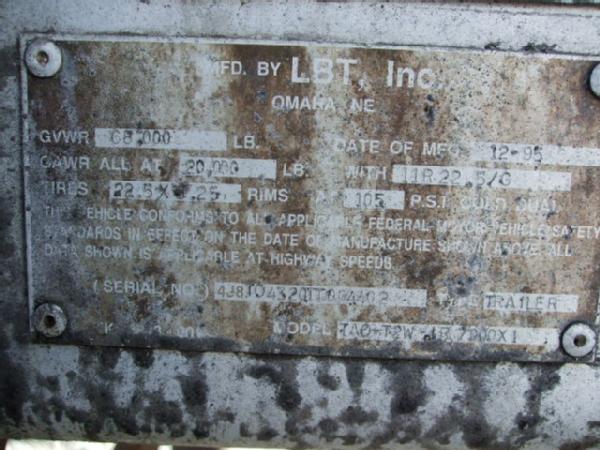 MFD. BY LBT, Inc.
OMAHA, NE
GVWR 68,000 LB. DATE OF MFG. 12-95
GAWR ALL AT 20,000 LB. WITH 11R22.5/G
TIRES 22.5X8.25 RIMS 105 P.S.I. COLD DUAL
THIS VEHICLE CONFORMS TO ALL APPLICABLE FEDERAL MOTOR VEHICLE SAFETY
STANDARDS IN EFFECT ON THE DATE OF MANUFACTURE SHOWN ABOVE. ALL
DATA SHOWN IS APPLICABLE AT HIGHWAY SPEEDS.
(SERIAL NO.) TYPE TRAILER
MODEL